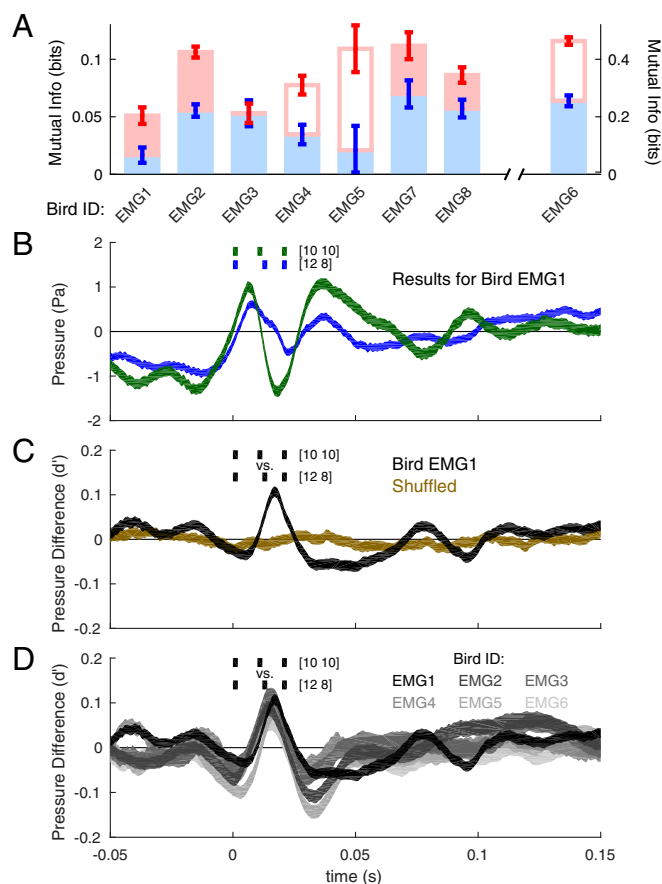 A
Mutual Info (bits)
0.1
0.05
0
0.4
0.2
0
Mutual Info (bits)
Bird ID:
EMG1
EMG2
EMG3
EMG4
EMG5
EMG7
EMG8
EMG6
B
Pressure (Pa)
2
1
0
-1
-2
[10 10]
[12 8]
Results for Bird EMG1
C
Pressure Difference (d')
0.2
0.1
0
-0.1
0.2
[10 10]
vs.
[12 8]
Bird EMG1
Shuffled
D
Pressure Difference (d')
0.2
0.1
0
-0.1
0.2
[10 10]
vs.
[12 8]
Bird ID:
EMG1 EMG2 EMG3
EMG4 EMG5 EMG6
-0.05 0 0.05 0.1 0.15
time (s)